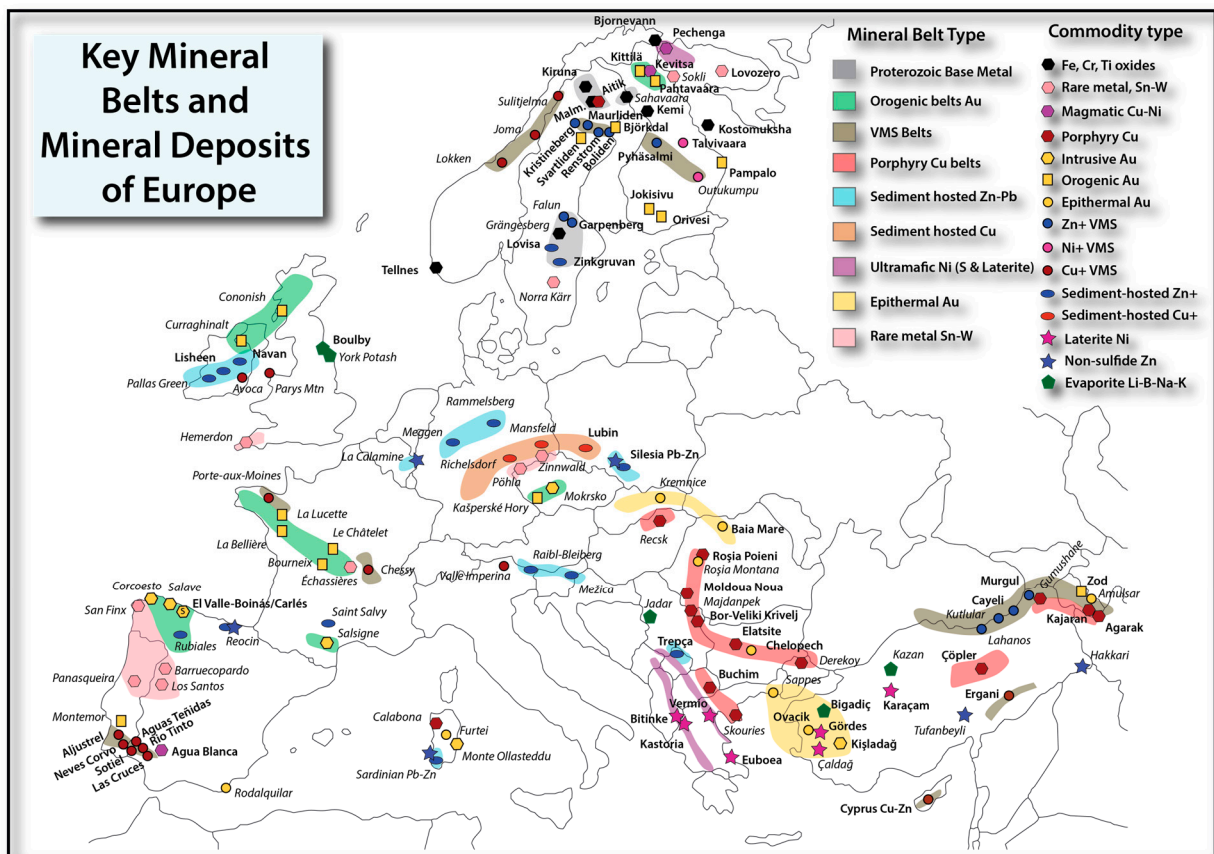 Key Mineral
Belts and
Mineral Deposits
of Europe
Mineral Belt Type
Proterozoic Base Metal
Orogenic belts Au
VMS Belts
Porphyry Cu belts
Sediment hosted Zn-Pb
Sediment hosted Cu
Ultramafic Ni (S & Laterite)
Epithermal Au
Rare metal Sn-W
Commodity type
Fe, Cr, Ti oxides
Rare metal, Sn-W
Magmatic Cu-Ni
Porphyry Cu
Intrusive Au
Orogenic Au
Epithermal Au
Zn+ VMS
Ni+ VMS
Cu+ VMS
Sediment-hosted Zn+
Sediment-hosted Cu+
Laterite Ni
Non-sulfide Zn
Evaporite Li-B-Na-K
Bjornevann
Pechenga
Kittilä
Kevitsa
Sokli
Lovozero
Pahtavaara
Kiruna
Aitik
Sahavaara
Malm.
Kemi
Sulitjelma
Maurliden
Björkdal
Kostomuksha
Joma
Kristineberg
Svartliden
Renstrom
Boliden
Talvivaara
Pyhäsalmi
Lokken
Pampalo
Outukumpu
Jokisivu
Orivesi
Falun
Grängesberg
Garpenberg
Lovisa
Zinkgruvan
Tellnes
Norra Kärr
Cononish
Curraghinalt
Boulby
York Potash
Lisheen
Navan
Pallas Green
Avoca
Parys Mtn
Hemerdon
Rammelsberg
Meggen
Mansfeld
Lubin
La Calamine
Richelsdorf
Silesia Pb-Zn
Zinnwald
Pöhla
Porte-aux-Moines
Kremnice
Mokrsko
Kašperské Hory
La Lucette
Recsk
Baia Mare
Le Châtelet
La Bellière
Bourneix
Échassières
Chessy
Valle Imperina
Raibl-Bleiberg
Mežica
Roşia Poieni
Roşia Montana
Moldoua Noua
Majdanpek
Bor-Veliki Krivelj
Jadar
Elatsite
Chelopech
Trepça
Derekoy
Corcoesto
Salave
San Finx
El Valle-Boinás/Carlés
S
Saint Salvy
Salsigne
Rubiales
Reocin
Panasqueira
Barruecopardo
Los Santos
Montemor
Aguas Teñidas
Rio Tinto
Aljustrel
Neves Corvo
Sotiel
Las Cruces
Agua Blanca
Rodalquilar
Calabona
Furtei
Monte Ollasteddu
Sardinian Pb-Zn
Buchim
Sappes
Vermio
Bitinke
Skouries
Kastoria
Euboea
Bigadiç
Ovacik
Gördes
Kişladağ
Çaldağ
Murgul
Gumushane
Zod
Cayeli
Amulsar
Kutlular
Lahanos
Kajaran
Agarak
Kazan
Çöpler
Hakkari
Karaçam
Ergani
Tufanbeyli
Cyprus Cu-Zn